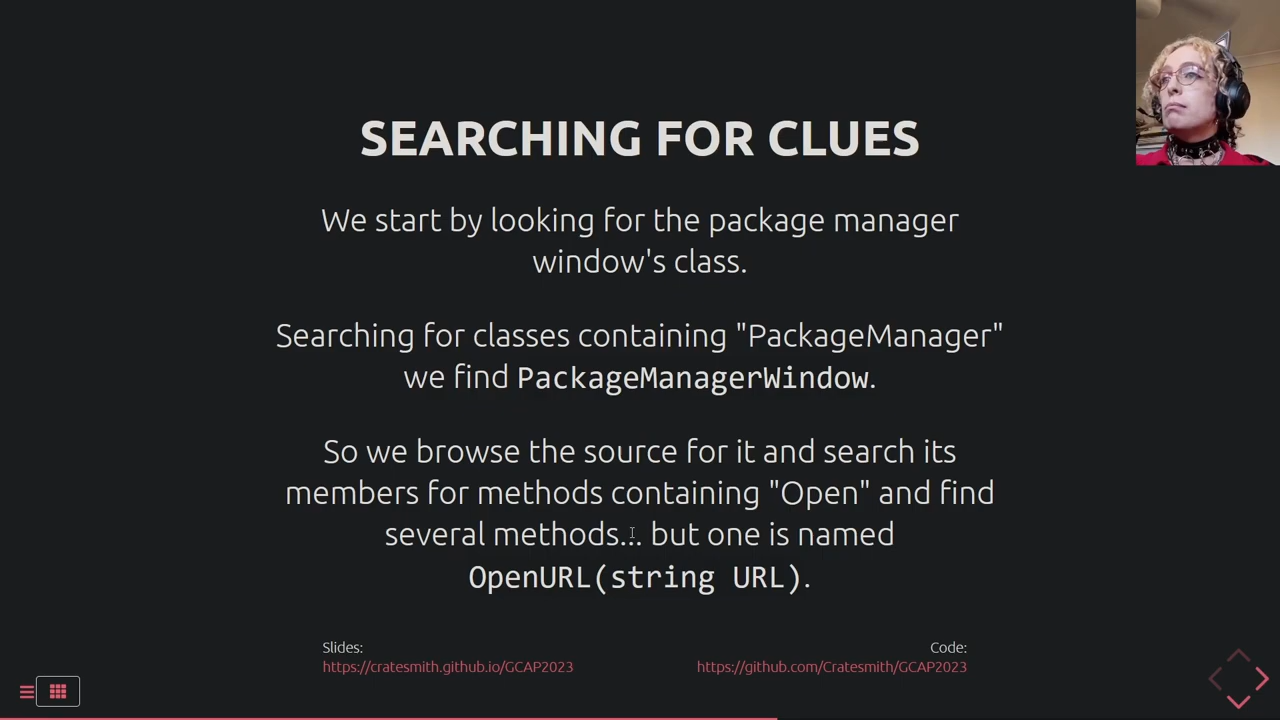 SEARCHING FOR CLUES
We start by looking for the package manager
window's class.
Searching for classes containing "PackageManager"
we find PackageManagerWindow.
So we browse the source for it and search its
members for methods containing "Open" and find
several methods... but one is named
OpenURL(string URL).
Slides:
https://cratesmith.github.io/GCAP2023
Code:
https://github.com/Cratesmith/GCAP2023